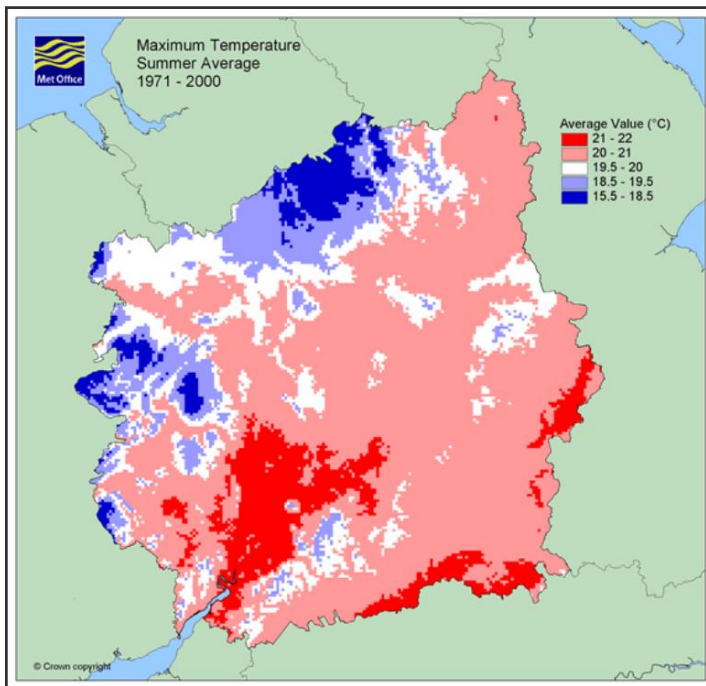 Met Office
Maximum Temperature
Summer Average
1971 - 2000
Average Value (°C)
21 - 22
20 - 21
19.5 - 20
18.5 - 19.5
15.5 - 18.5
© Crown copyright